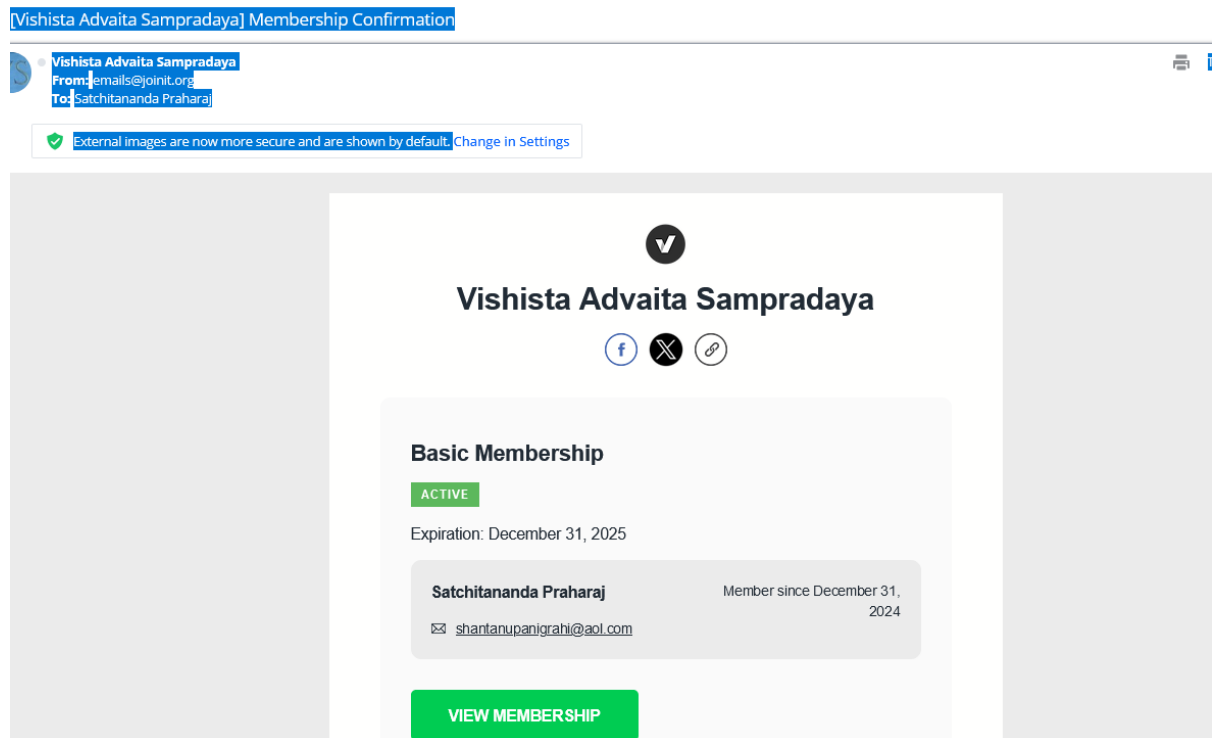 [Vishista Advaita Sampradaya] Membership Confirmation
Vishista Advaita Sampradaya
From: emails@joinit.org
To: Satchitananda Praharaj
External images are now more secure and are shown by default. Change in Settings
Vishista Advaita Sampradaya
Basic Membership
ACTIVE
Expiration: December 31, 2025
Satchitananda Praharaj
Member since December 31,
2024
shantanupanigrahi@aol.com
VIEW MEMBERSHIP